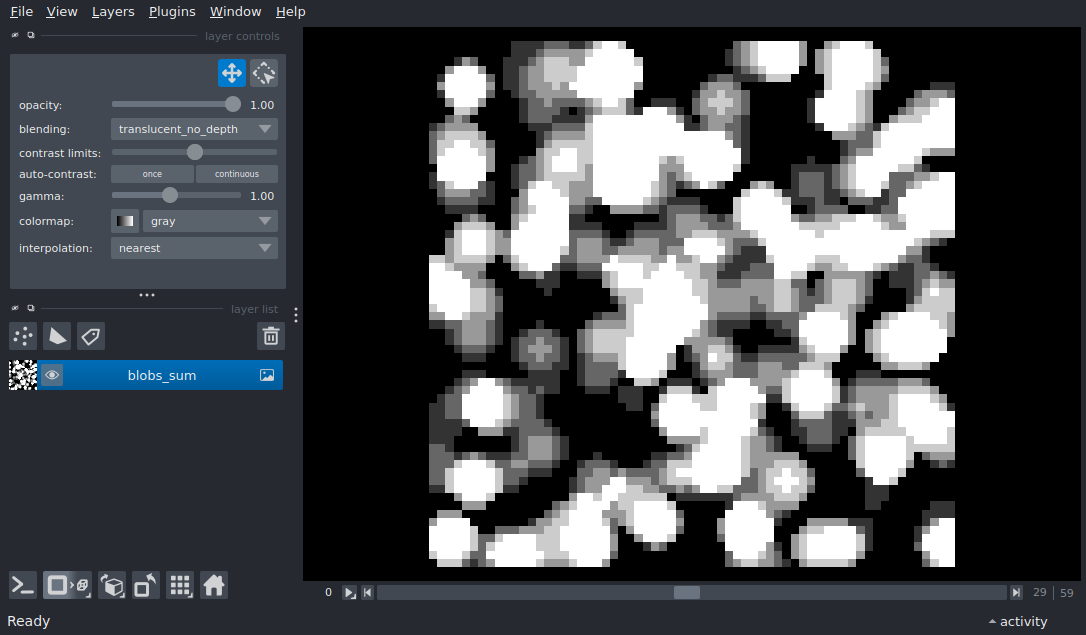 File View Layers Plugins Window Help
layer controls
opacity: 1.00
blending: translucent_no_depth
contrast limits:
auto-contrast: once continuous
gamma: 1.00
colormap: gray
interpolation: nearest
layer list
blobs_sum
0 29 59
Ready activity